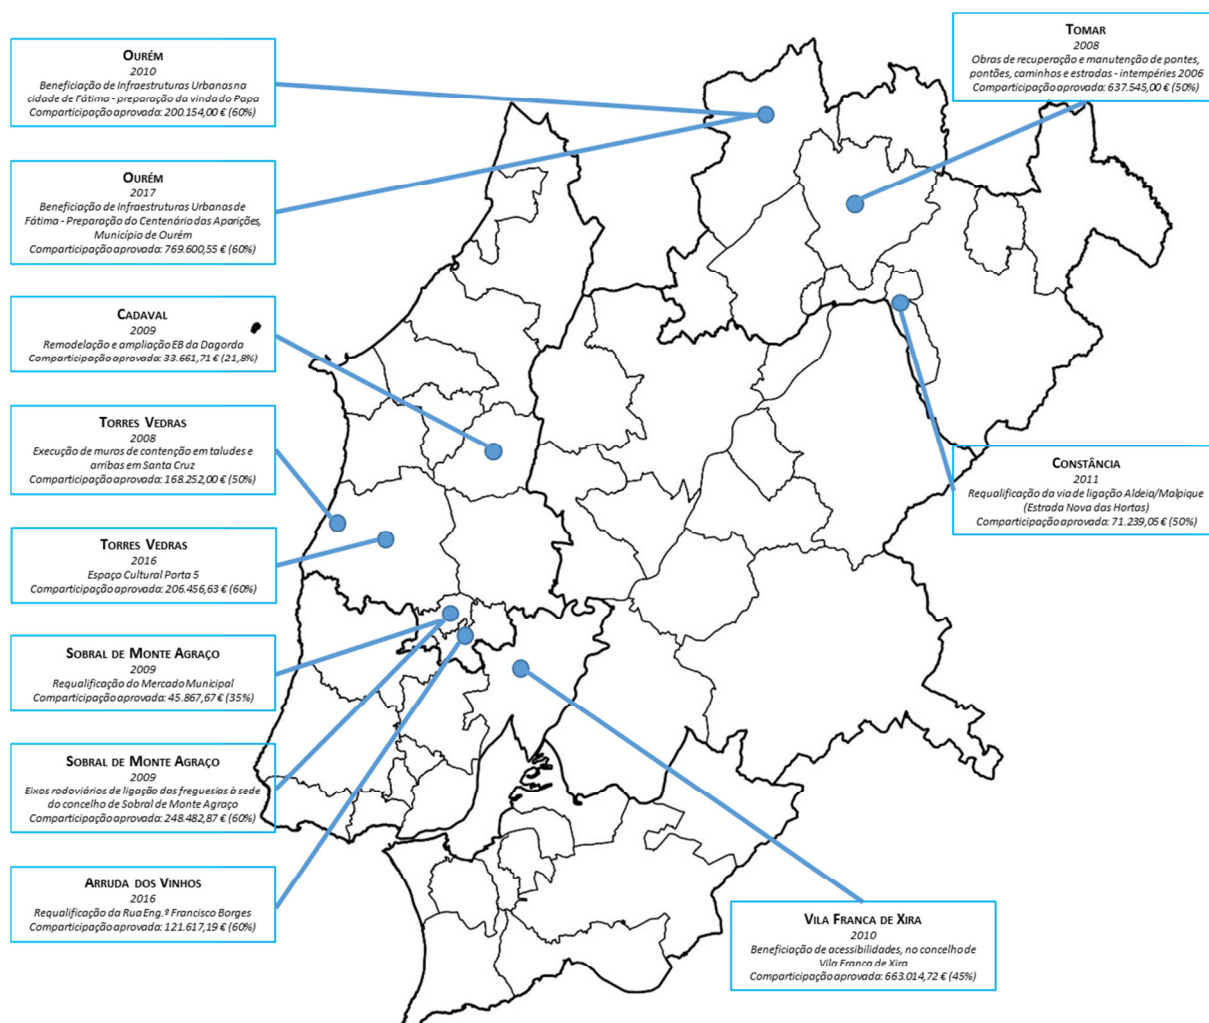 OURÉM
2010
Beneficiação de Infraestruturas Urbanas na
cidade de Fátima - preparação da vinda do Papa
Comparticipação aprovada: 200.154,00 € (60%)
OURÉM
2017
Beneficiação de Infraestruturas Urbanas de
Fátima - Preparação do Centenário das Aparições,
Município de Ourém
Comparticipação aprovada: 769.600,55 € (60%)
CADAVAL
2009
Remodelação e ampliação EB da Dagorda
Comparticipação aprovada: 33.661,71 € (21,8%)
TORRES VEDRAS
2008
Execução de muros de contenção em taludes e
arribas em Santa Cruz
Comparticipação aprovada: 168.252,00 € (50%)
TORRES VEDRAS
2016
Espaço Cultural Porta 5
Comparticipação aprovada: 206.456,63 € (60%)
SOBRAL DE MONTE AGRAÇO
2009
Requalificação do Mercado Municipal
Comparticipação aprovada: 45.867,67 € (35%)
SOBRAL DE MONTE AGRAÇO
2009
Eixos rodoviários de ligação das freguesias à sede
do concelho de Sobral de Monte Agraço
Comparticipação aprovada: 248.482,87 € (60%)
ARRUDA DOS VINHOS
2016
Requalificação da Rua Eng.º Francisco Borges
Comparticipação aprovada: 121.617,19 € (60%)
TOMAR
2008
Obras de recuperação e manutenção de pontes,
pontões, caminhos e estradas - intempéries 2006
Comparticipação aprovada: 637.545,00 € (50%)
CONSTÂNCIA
2011
Requalificação da via de ligação Aldeia/Malpique
(Estrada Nova das Hortas)
Comparticipação aprovada: 71.239,05 € (50%)
VILA FRANCA DE XIRA
2010
Beneficiação de acessibilidades, no concelho de
Vila Franca de Xira
Comparticipação aprovada: 663.014,72 € (45%)